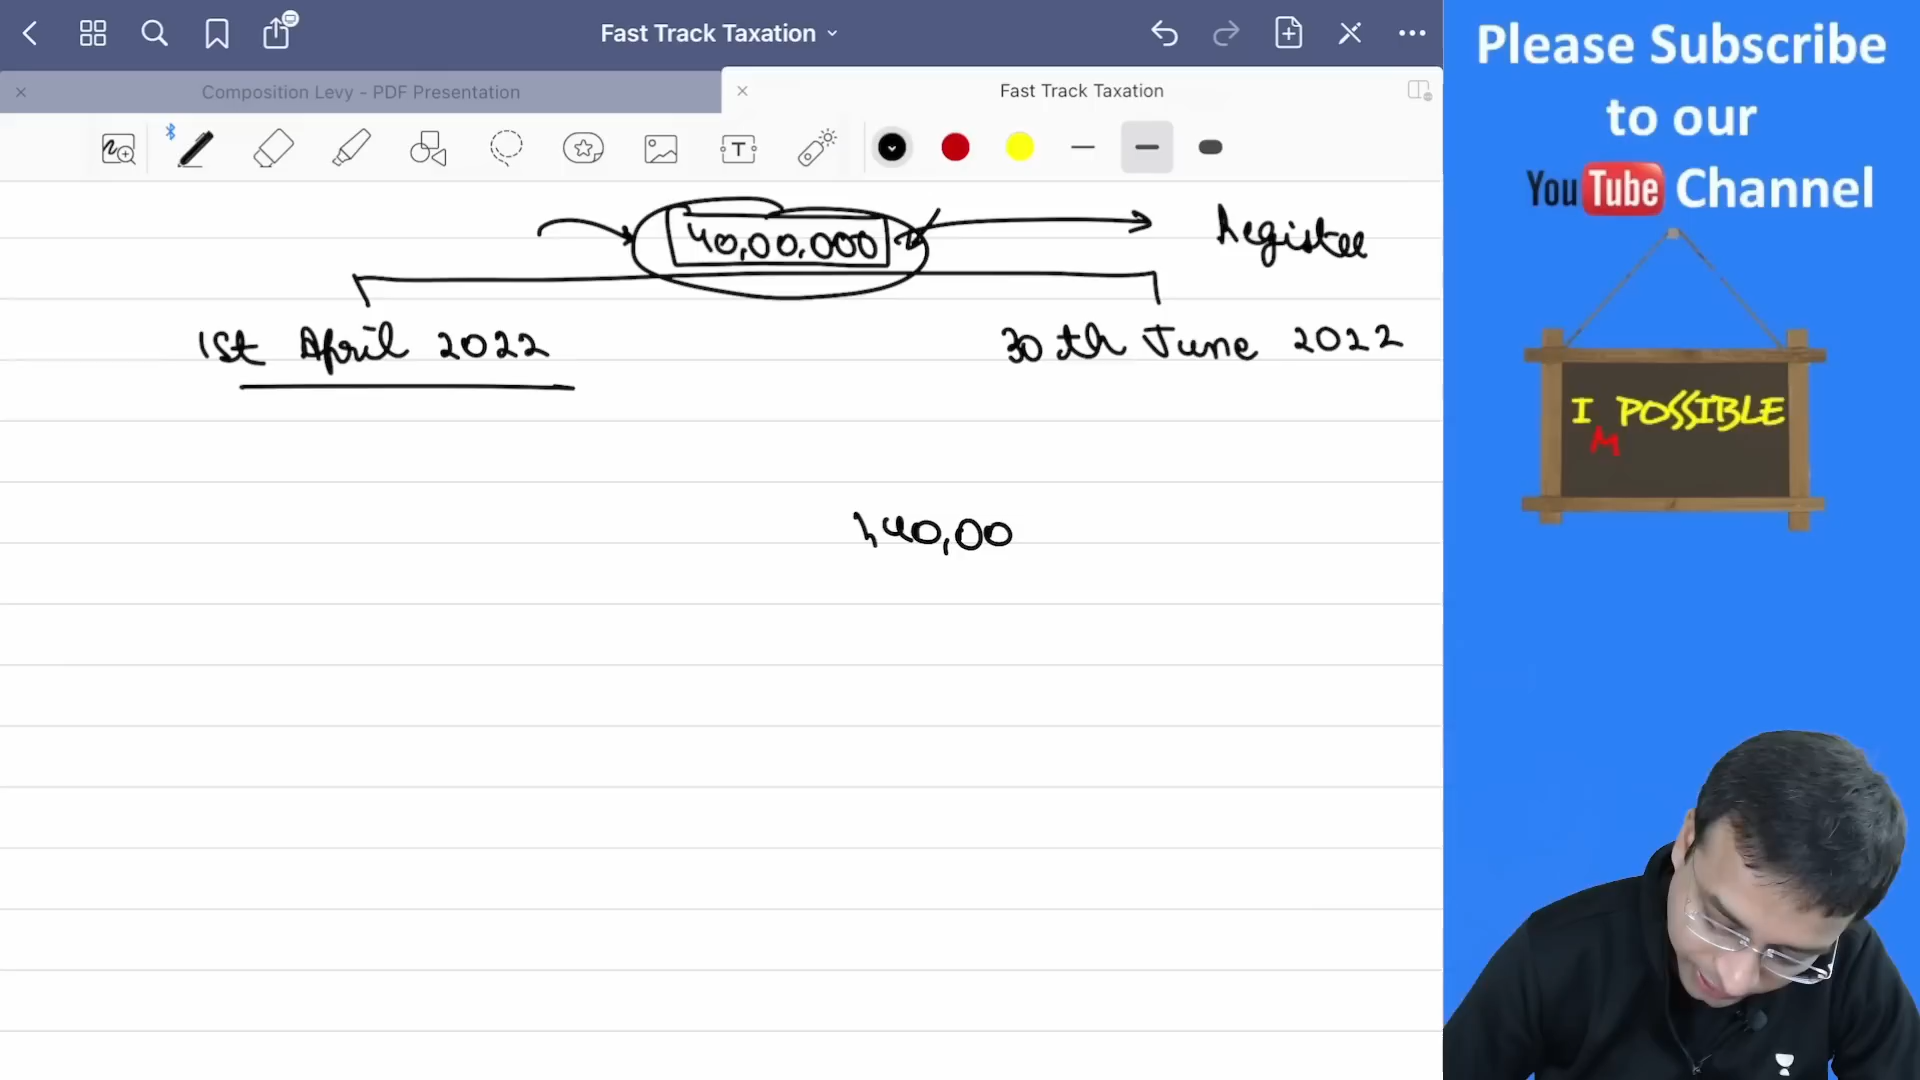 Fast Track Taxation
Composition Levy - PDF Presentation
Fast Track Taxation
T
40,00,000
Register
1st April 2022
30th June 2022
40,00
Please Subscribe
to our
YouTube Channel
I POSSIBLE
M